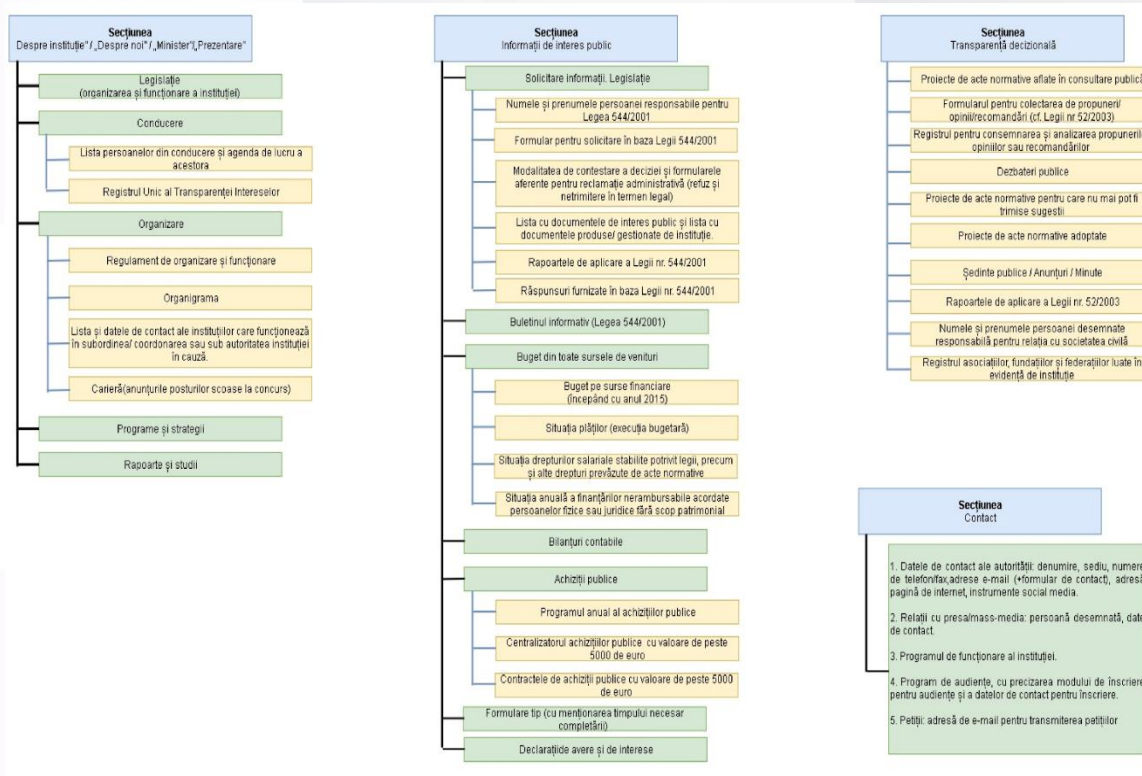 Secțiunea
Despre instituție" / „Despre noi" / „Minister"/„Prezentare"
Legislație
(organizarea și funcționare a instituției)
Conducere
Lista persoanelor din conducere și agenda de lucru a
acestora
Registrul Unic al Transparenței Intereselor
Organizare
Regulament de organizare și funcționare
Organigrama
Lista și datele de contact ale instituțiilor care funcționează
în subordinea/ coordonarea sau sub autoritatea instituției
în cauză.
Carieră(anunțurile posturilor scoase la concurs)
Programe și strategii
Rapoarte și studii
Secțiunea
Informații de interes public
Solicitare informații. Legislație
Numele și prenumele persoanei responsabile pentru
Legea 544/2001
Formular pentru solicitare în baza Legii 544/2001
Modalitatea de contestare a deciziei și formularele
aferente pentru reclamație administrativă (refuz și
netrimitere în termen legal)
Lista cu documentele de interes public și lista cu
documentele produse/ gestionate de instituție.
Rapoartele de aplicare a Legii nr. 544/2001
Răspunsuri furnizate în baza Legii nr. 544/2001
Buletinul informativ (Legea 544/2001)
Buget din toate sursele de venituri
Buget pe surse financiare
(începând cu anul 2015)
Situația plăților (execuția bugetară)
Situația drepturilor salariale stabilite potrivit legii, precum
și alte drepturi prevăzute de acte normative
Situația anuală a finanțărilor nerambursabile acordate
persoanelor fizice sau juridice fără scop patrimonial
Bilanțuri contabile
Achiziții publice
Programul anual al achizițiilor publice
Centralizatorul achizițiilor publice cu valoare de peste
5000 de euro
Contractele de achiziții publice cu valoare de peste 5000
de euro
Formulare tip (cu menționarea timpului necesar
completării)
Declarațiide avere și de interese
Secțiunea
Transparență decizională
Proiecte de acte normative aflate în consultare publică
Formularul pentru colectarea de propuneri/
opinii/recomandări (cf. Legii nr 52/2003)
Registrul pentru consemnarea și analizarea propunerile
opiniilor sau recomandărilor
Dezbateri publice
Proiecte de acte normative pentru care nu mai pot fi
trimise sugestii
Proiecte de acte normative adoptate
Ședinte publice / Anunțuri / Minute
Rapoartele de aplicare a Legii nr. 52/2003
Numele și prenumele persoanei desemnate
responsabilă pentru relația cu societatea civilă
Registrul asociațiilor, fundațiilor și federațiilor luate în
evidență de instituție
Secțiunea
Contact
1. Datele de contact ale autorității: denumire, sediu, numere
de telefon/fax,adrese e-mail (+formular de contact), adresă
pagină de internet, instrumente social media.
2. Relații cu presa/mass-media: persoană desemnată, date
de contact
3. Programul de funcționare al instituției.
4. Program de audiențe, cu precizarea modului de înscriere
pentru audiențe și a datelor de contact pentru înscriere.
5. Petiții: adresă de e-mail pentru transmiterea petițiilor